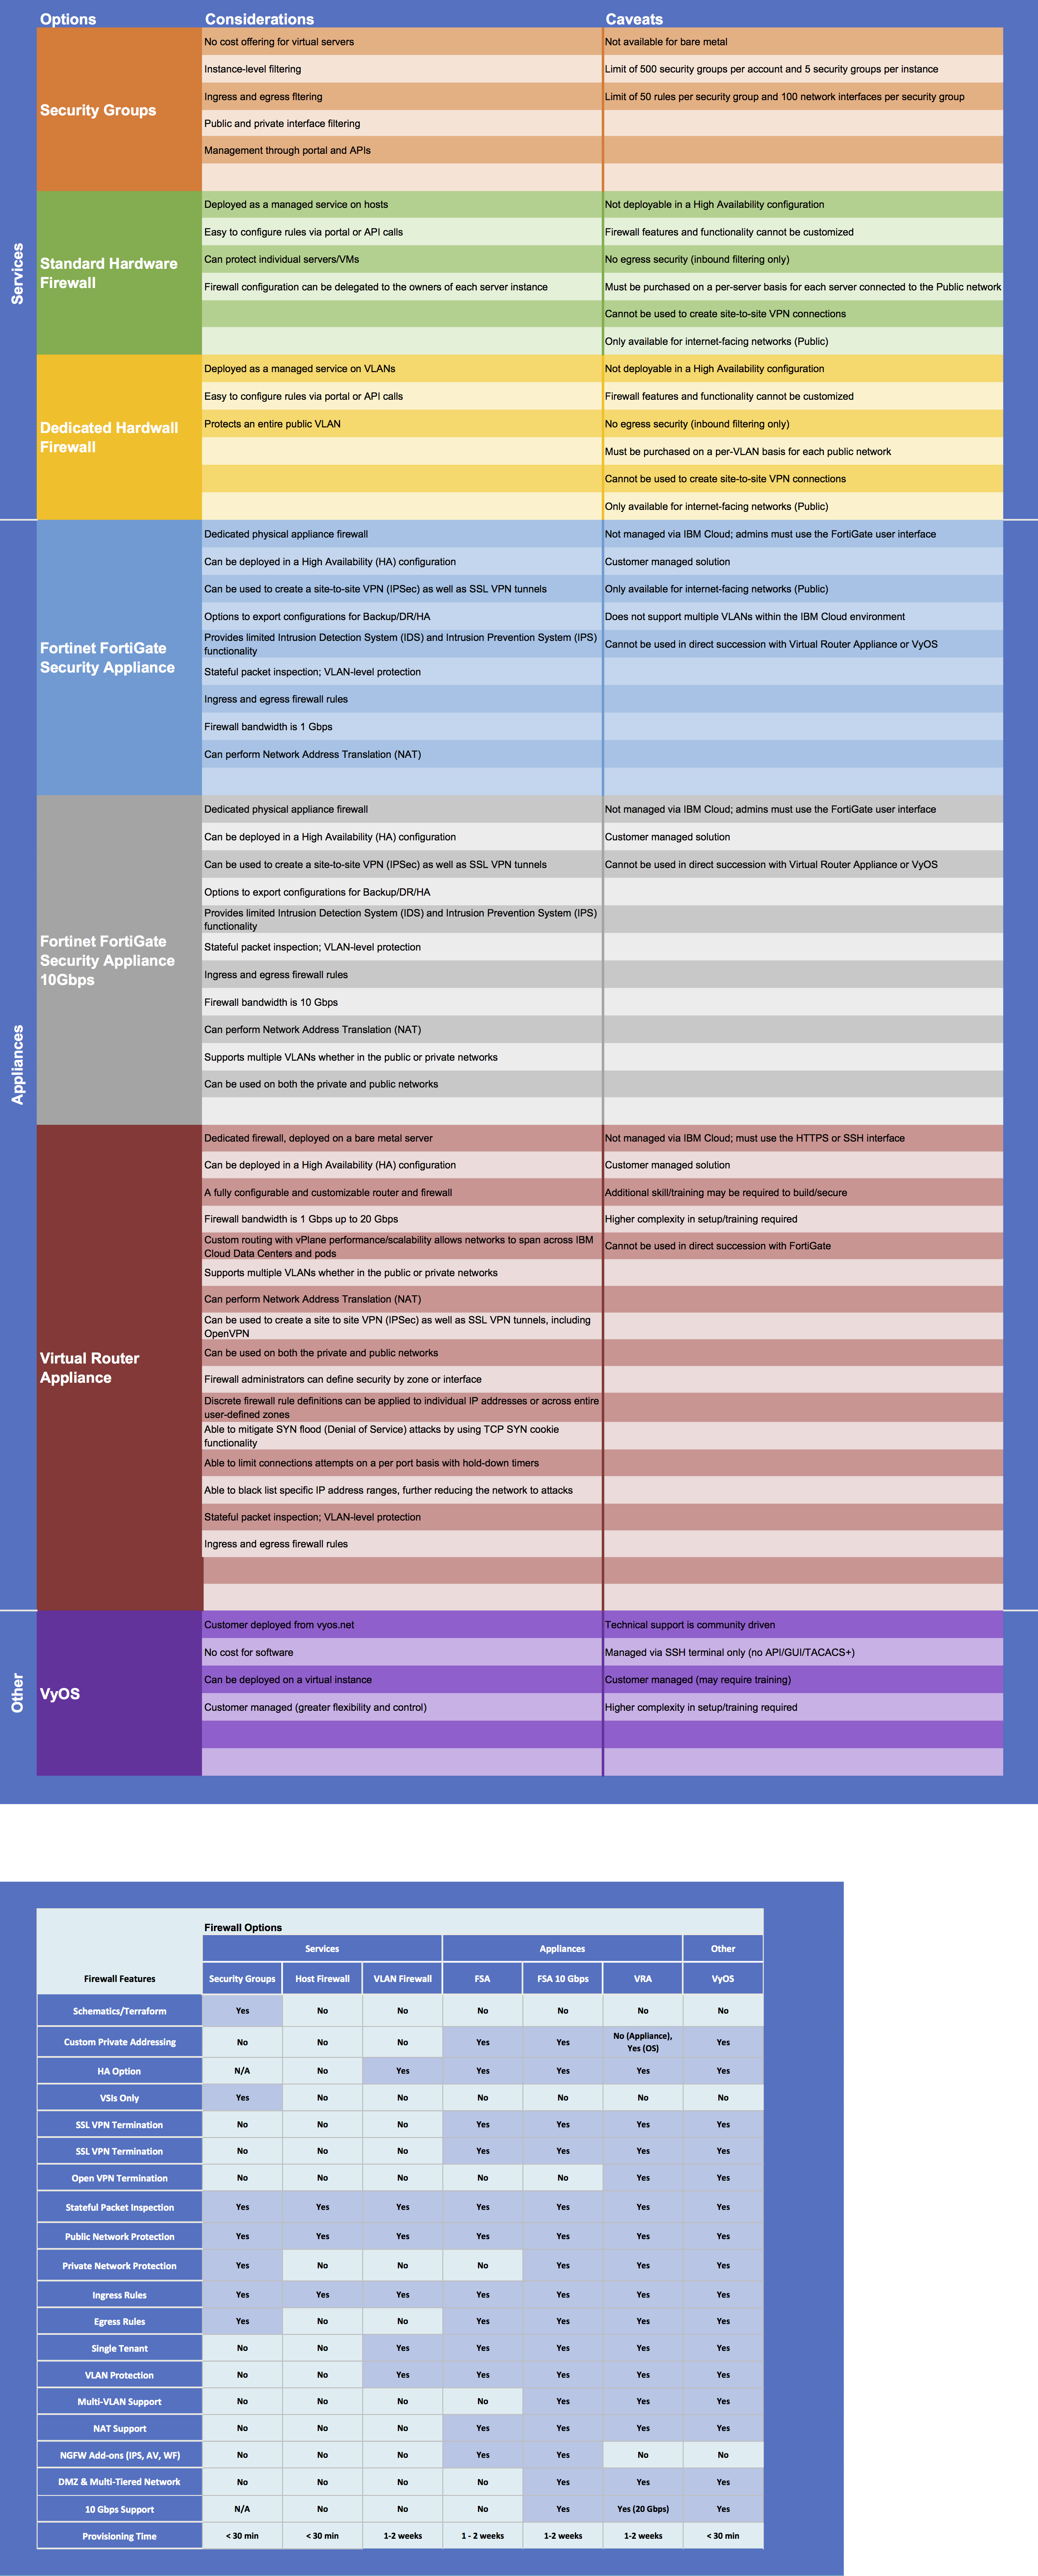 Options Considerations Caveats
Services
Security Groups
No cost offering for virtual servers Not available for bare metal
Instance-level filtering Limit of 500 security groups per account and 5 security groups per instance
Ingress and egress fltering Limit of 50 rules per security group and 100 network interfaces per security group
Public and private interface filtering
Management through portal and APIs
Standard Hardware
Firewall
Deployed as a managed service on hosts Not deployable in a High Availability configuration
Easy to configure rules via portal or API calls Firewall features and functionality cannot be customized
Can protect individual servers/VMs No egress security (inbound filtering only)
Firewall configuration can be delegated to the owners of each server instance Must be purchased on a per-server basis for each server connected to the Public network
Cannot be used to create site-to-site VPN connections
Only available for internet-facing networks (Public)
Dedicated Hardwall
Firewall
Deployed as a managed service on VLANs Not deployable in a High Availability configuration
Easy to configure rules via portal or API calls Firewall features and functionality cannot be customized
Protects an entire public VLAN No egress security (inbound filtering only)
Must be purchased on a per-VLAN basis for each public network
Cannot be used to create site-to-site VPN connections
Only available for internet-facing networks (Public)
Appliances
Fortinet FortiGate
Security Appliance
Dedicated physical appliance firewall Not managed via IBM Cloud; admins must use the FortiGate user interface
Can be deployed in a High Availability (HA) configuration Customer managed solution
Can be used to create a site-to-site VPN (IPSec) as well as SSL VPN tunnels Only available for internet-facing networks (Public)
Options to export configurations for Backup/DR/HA Does not support multiple VLANs within the IBM Cloud environment
Provides limited Intrusion Detection System (IDS) and Intrusion Prevention System (IPS)
functionality
Cannot be used in direct succession with Virtual Router Appliance or VyOS
Stateful packet inspection; VLAN-level protection
Ingress and egress firewall rules
Firewall bandwidth is 1 Gbps
Can perform Network Address Translation (NAT)
Fortinet FortiGate
Security Appliance
10Gbps
Dedicated physical appliance firewall Not managed via IBM Cloud; admins must use the FortiGate user interface
Can be deployed in a High Availability (HA) configuration Customer managed solution
Can be used to create a site-to-site VPN (IPSec) as well as SSL VPN tunnels Cannot be used in direct succession with Virtual Router Appliance or VyOS
Options to export configurations for Backup/DR/HA
Provides limited Intrusion Detection System (IDS) and Intrusion Prevention System (IPS)
functionality
Stateful packet inspection; VLAN-level protection
Ingress and egress firewall rules
Firewall bandwidth is 10 Gbps
Can perform Network Address Translation (NAT)
Supports multiple VLANs whether in the public or private networks
Can be used on both the private and public networks
Virtual Router
Appliance
Dedicated firewall, deployed on a bare metal server Not managed via IBM Cloud; must use the HTTPS or SSH interface
Can be deployed in a High Availability (HA) configuration Customer managed solution
A fully configurable and customizable router and firewall Additional skill/training may be required to build/secure
Firewall bandwidth is 1 Gbps up to 20 Gbps Higher complexity in setup/training required
Custom routing with vPlane performance/scalability allows networks to span across IBM
Cloud Data Centers and pods
Cannot be used in direct succession with FortiGate
Supports multiple VLANs whether in the public or private networks
Can perform Network Address Translation (NAT)
Can be used to create a site to site VPN (IPSec) as well as SSL VPN tunnels, including
OpenVPN
Can be used on both the private and public networks
Firewall administrators can define security by zone or interface
Discrete firewall rule definitions can be applied to individual IP addresses or across entire
user-defined zones
Able to mitigate SYN flood (Denial of Service) attacks by using TCP SYN cookie
functionality
Able to limit connections attempts on a per port basis with hold-down timers
Able to black list specific IP address ranges, further reducing the network to attacks
Stateful packet inspection; VLAN-level protection
Ingress and egress firewall rules
Other
VyOS
Customer deployed from vyos.net Technical support is community driven
No cost for software Managed via SSH terminal only (no API/GUI/TACACS+)
Can be deployed on a virtual instance Customer managed (may require training)
Customer managed (greater flexibility and control) Higher complexity in setup/training required
Firewall Options
Services Appliances Other
Firewall Features Security Groups Host Firewall VLAN Firewall FSA FSA 10 Gbps VRA VyOS
Schematics/Terraform Yes No No No No No No
Custom Private Addressing No No No Yes Yes No (Appliance), Yes
Yes (OS)
HA Option N/A No Yes Yes Yes Yes Yes
VSIs Only Yes No No No No No No
SSL VPN Termination No No No Yes Yes Yes Yes
SSL VPN Termination No No No Yes Yes Yes Yes
Open VPN Termination No No No No No Yes Yes
Stateful Packet Inspection Yes Yes Yes Yes Yes Yes Yes
Public Network Protection Yes Yes Yes Yes Yes Yes Yes
Private Network Protection Yes No No No Yes Yes Yes
Ingress Rules Yes Yes Yes Yes Yes Yes Yes
Egress Rules Yes No No Yes Yes Yes Yes
Single Tenant No No Yes Yes Yes Yes Yes
VLAN Protection No No Yes Yes Yes Yes Yes
Multi-VLAN Support No No No No Yes Yes Yes
NAT Support No No No Yes Yes Yes Yes
NGFW Add-ons (IPS, AV, WF) No No No Yes Yes No No
DMZ & Multi-Tiered Network No No No No Yes Yes Yes
10 Gbps Support N/A No No No Yes Yes (20 Gbps) Yes
Provisioning Time < 30 min < 30 min 1-2 weeks 1 - 2 weeks 1-2 weeks 1-2 weeks < 30 min